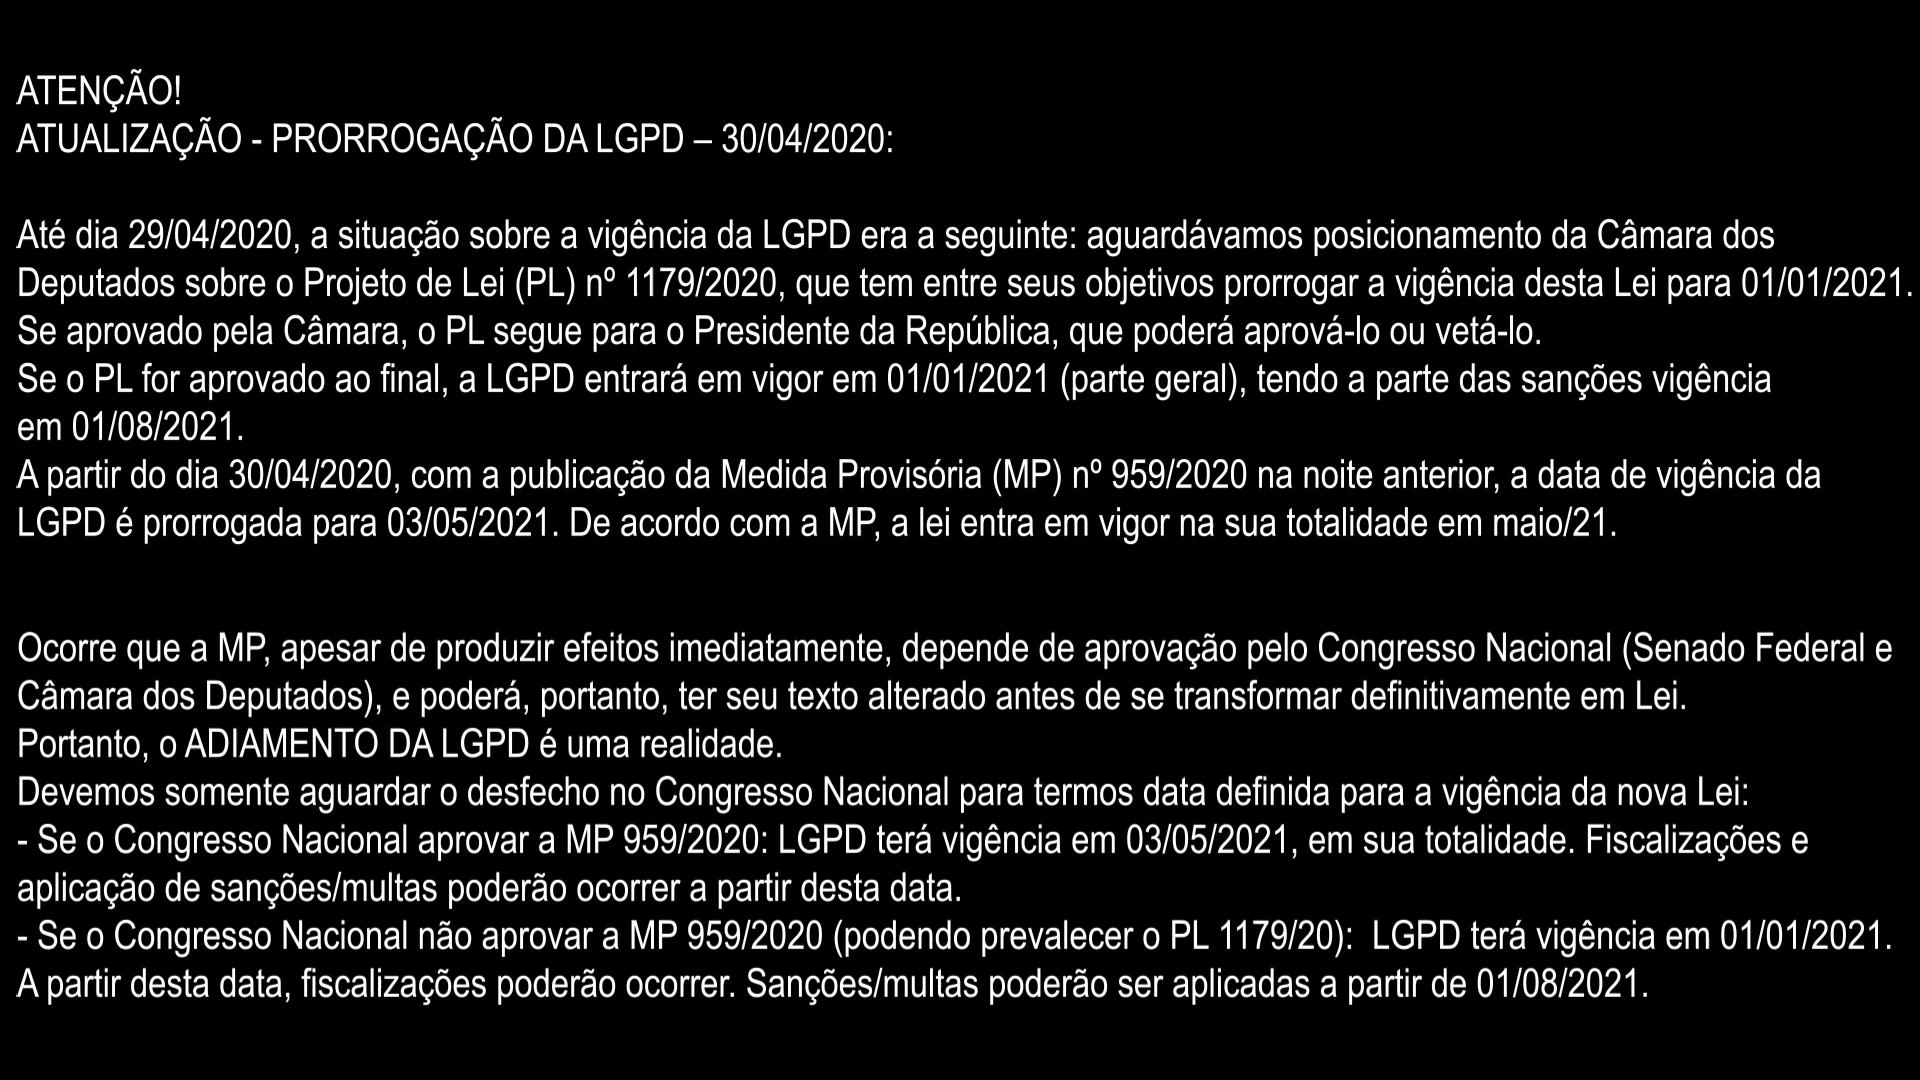 ATENÇÃO!
ATUALIZAÇÃO - PRORROGAÇÃO DA LGPD – 30/04/2020:
Até dia 29/04/2020, a situação sobre a vigência da LGPD era a seguinte: aguardávamos posicionamento da Câmara dos
Deputados sobre o Projeto de Lei (PL) nº 1179/2020, que tem entre seus objetivos prorrogar a vigência desta Lei para 01/01/2021.
Se aprovado pela Câmara, o PL segue para o Presidente da República, que poderá aprová-lo ou vetá-lo.
Se o PL for aprovado ao final, a LGPD entrará em vigor em 01/01/2021 (parte geral), tendo a parte das sanções vigência
em 01/08/2021.
A partir do dia 30/04/2020, com a publicação da Medida Provisória (MP) nº 959/2020 na noite anterior, a data de vigência da
LGPD é prorrogada para 03/05/2021. De acordo com a MP, a lei entra em vigor na sua totalidade em maio/21.
Ocorre que a MP, apesar de produzir efeitos imediatamente, depende de aprovação pelo Congresso Nacional (Senado Federal e
Câmara dos Deputados), e poderá, portanto, ter seu texto alterado antes de se transformar definitivamente em Lei.
Portanto, o ADIAMENTO DA LGPD é uma realidade.
Devemos somente aguardar o desfecho no Congresso Nacional para termos data definida para a vigência da nova Lei:
- Se o Congresso Nacional aprovar a MP 959/2020: LGPD terá vigência em 03/05/2021, em sua totalidade. Fiscalizações e
aplicação de sanções/multas poderão ocorrer a partir desta data.
- Se o Congresso Nacional não aprovar a MP 959/2020 (podendo prevalecer o PL 1179/20):  LGPD terá vigência em 01/01/2021.
A partir desta data, fiscalizações poderão ocorrer. Sanções/multas poderão ser aplicadas a partir de 01/08/2021.